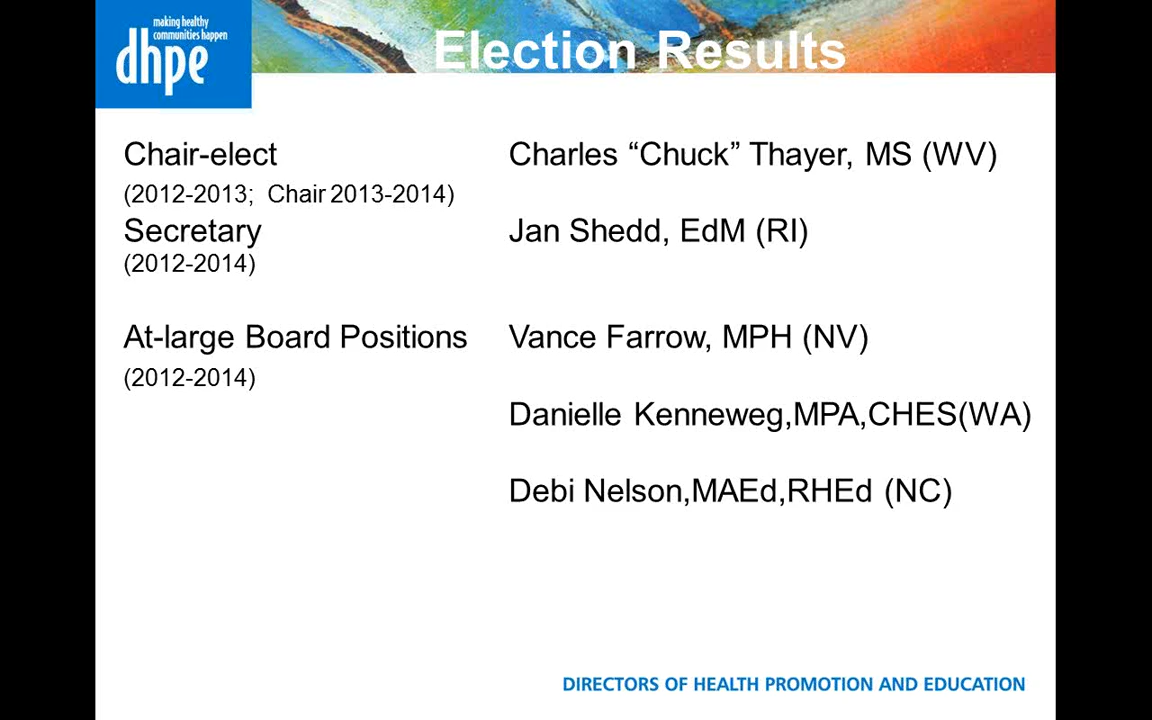 making healthy
communities happen
dhpe
Election Results
Chair-elect Charles “Chuck” Thayer, MS (WV)
(2012-2013; Chair 2013-2014)
Secretary Jan Shedd, EdM (RI)
(2012-2014)
At-large Board Positions Vance Farrow, MPH (NV)
(2012-2014)
Danielle Kenneweg,MPA,CHES(WA)
Debi Nelson,MAEd,RHEd (NC)
DIRECTORS OF HEALTH PROMOTION AND EDUCATION